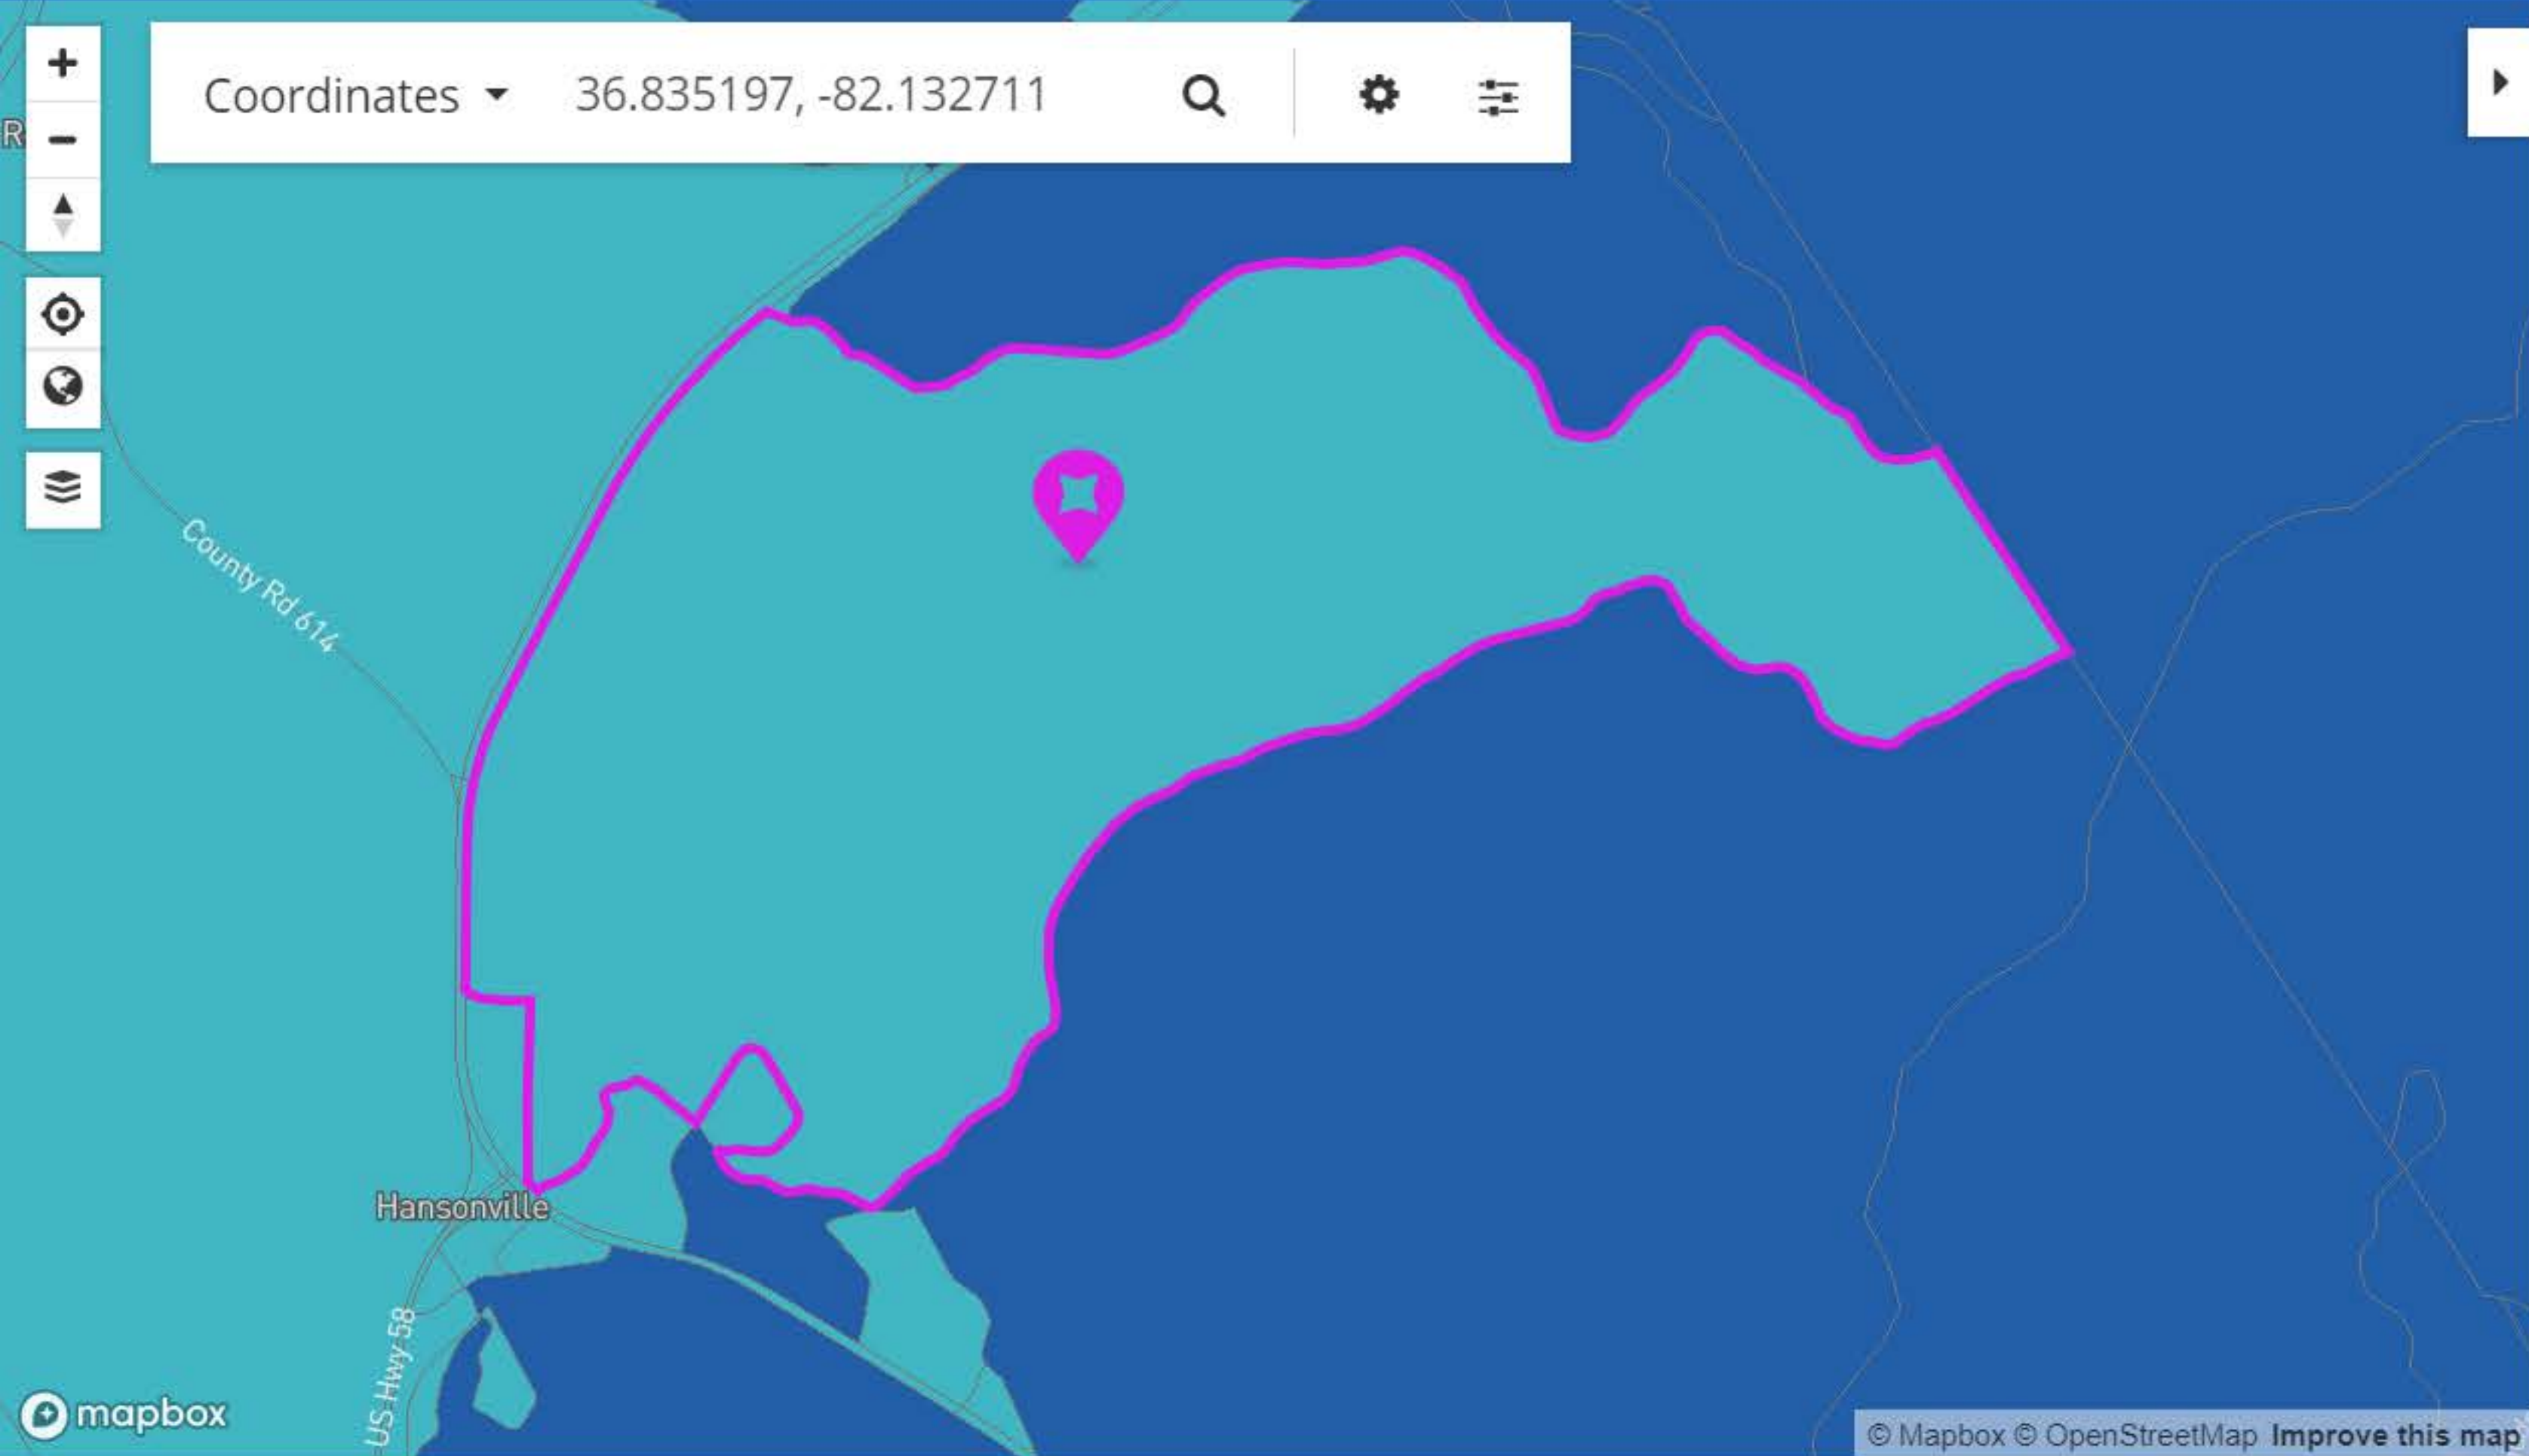 Coordinates 36.835197, -82.132711
R
County Rd 614
Hansonville
US Hwy 58
mapbox
© Mapbox © OpenStreetMap Improve this map